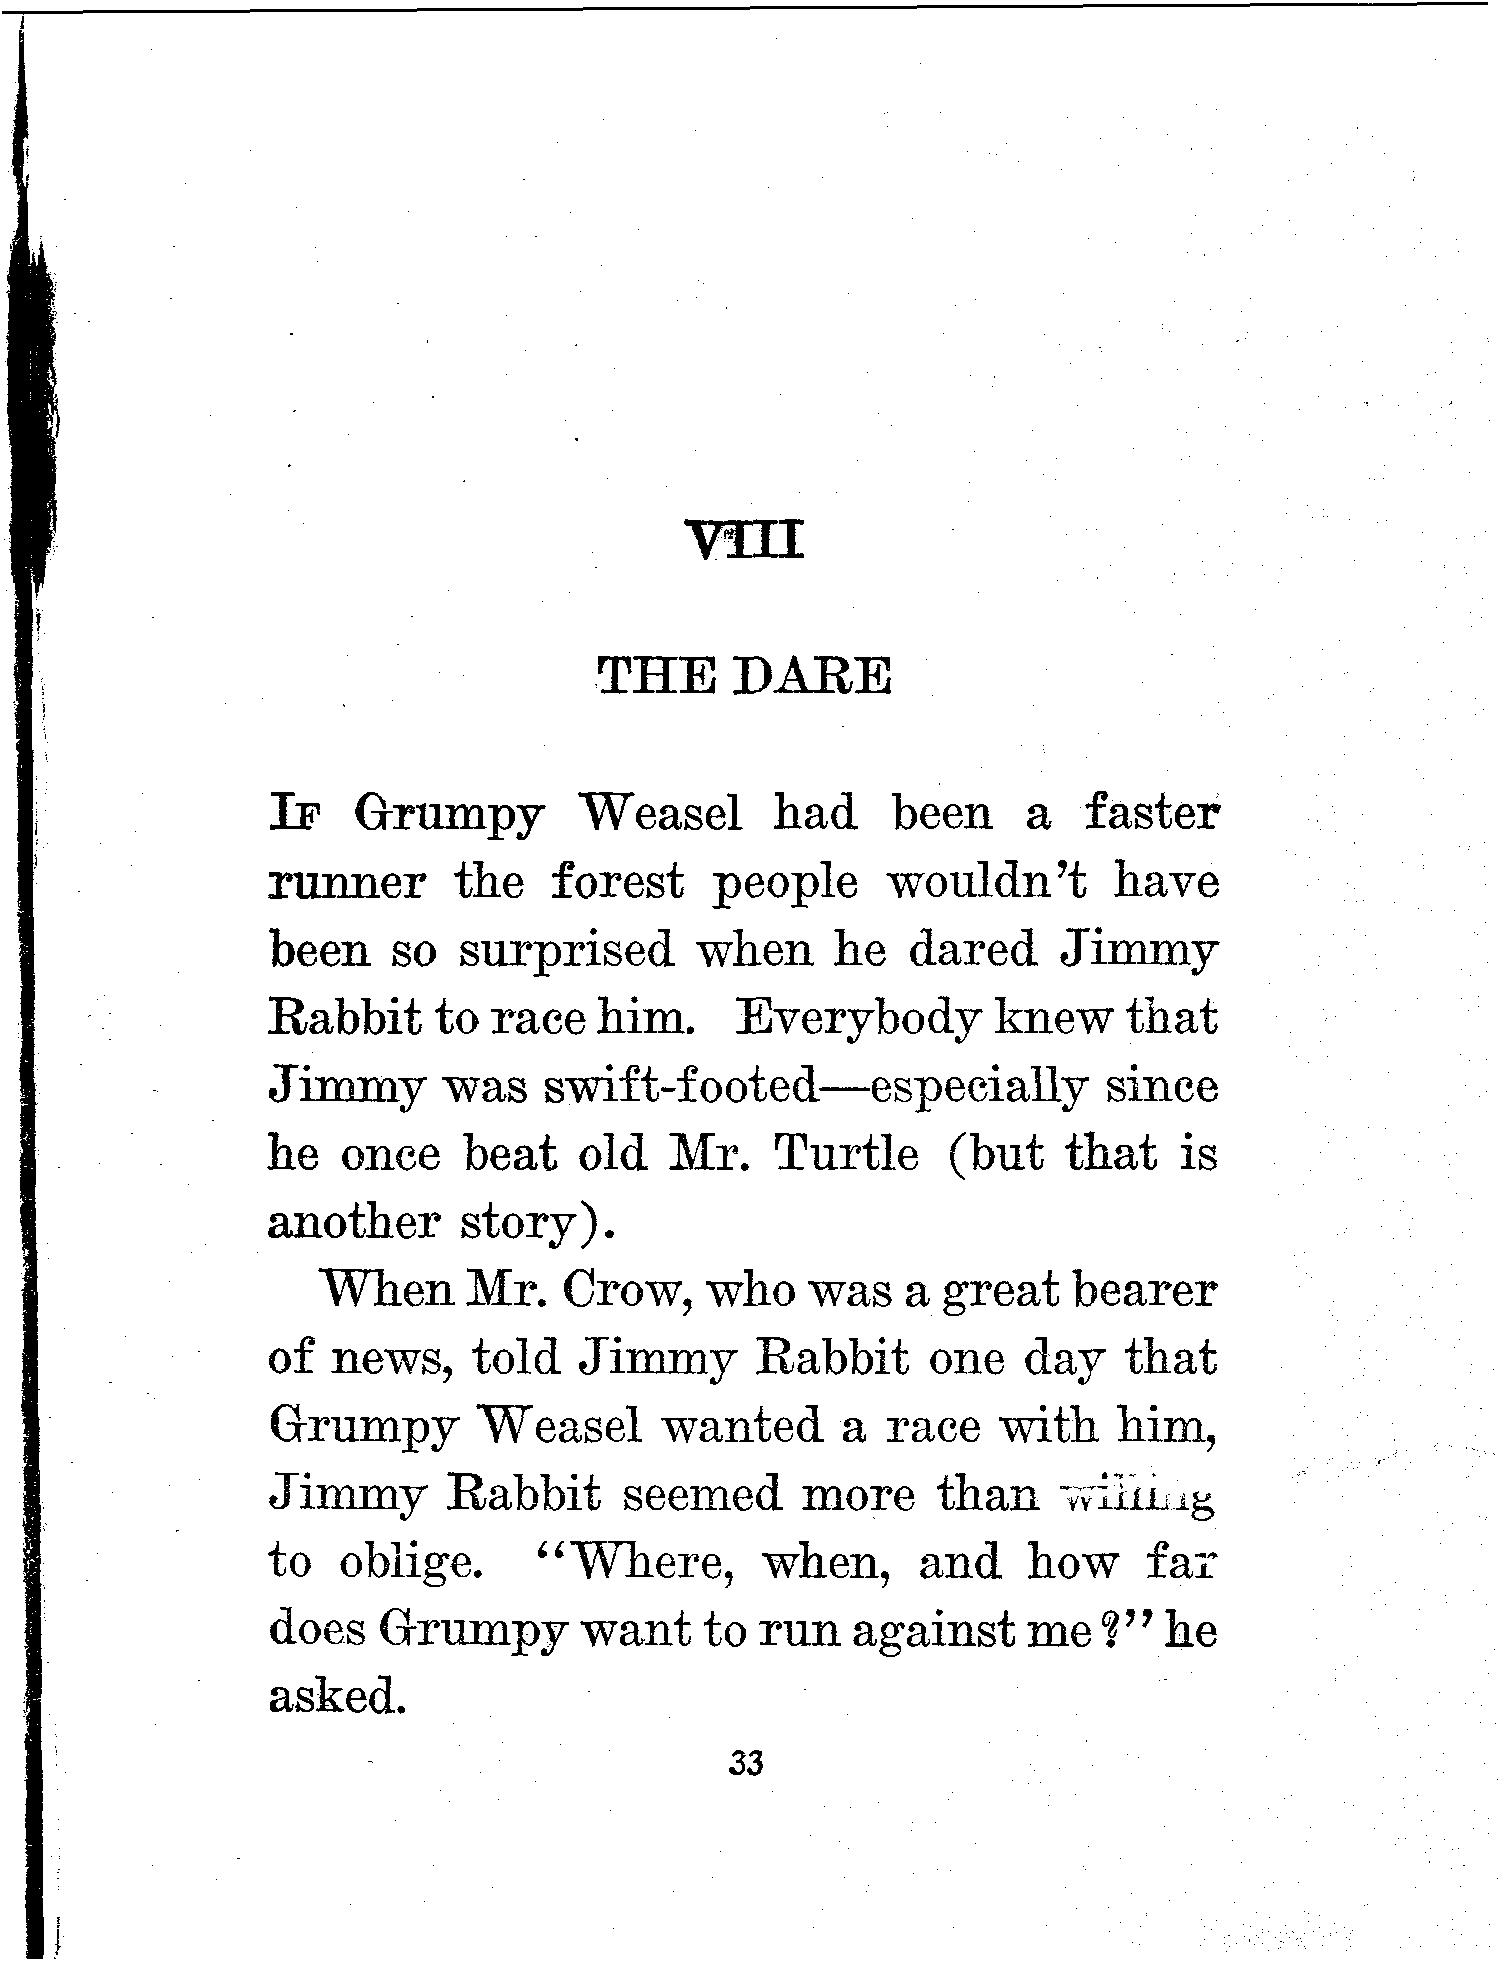 VIII
THE DARE
IF Grumpy Weasel had been a faster
runner the forest people wouldn't have
been so surprised when he dared Jimmy
Rabbit to race him. Everybody knew that
Jimmy was swift-footed—especially since
he once beat old Mr. Turtle (but that is
another story).
When Mr. Crow, who was a great bearer
of news, told Jimmy Rabbit one day that
Grumpy Weasel wanted a race with him,
Jimmy Rabbit seemed more than willing
to oblige. "Where, when, and how far
does Grumpy want to run against me?" he
asked.
33